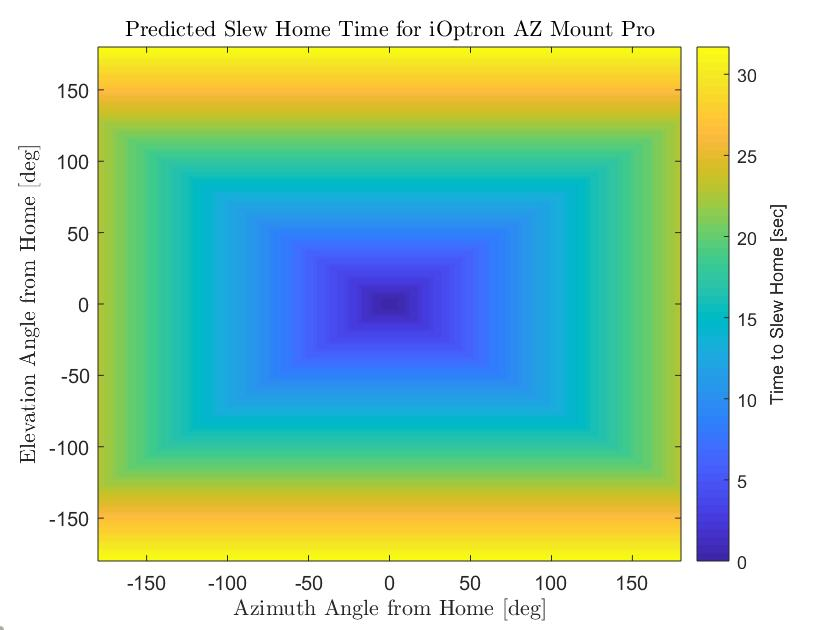 Predicted Slew Home Time for iOptron AZ Mount Pro
150
100
50
0
-50
-100
-150
Elevation Angle from Home [deg]
-150 -100 -50 0 50 100 150
Azimuth Angle from Home [deg]
30
25
20
15
10
5
0
Time to Slew Home [sec]